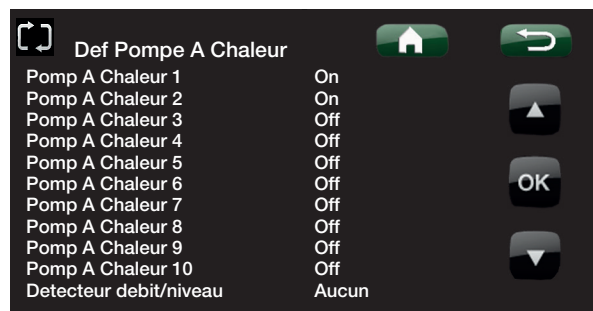 Def Pompe A Chaleur
Pomp A Chaleur 1 On
Pomp A Chaleur 2 On
Pomp A Chaleur 3 Off
Pomp A Chaleur 4 Off
Pomp A Chaleur 5 Off
Pomp A Chaleur 6 Off
Pomp A Chaleur 7 Off
Pomp A Chaleur 8 Off
Pomp A Chaleur 9 Off
Pomp A Chaleur 10 Off
Detecteur debit/niveau Aucun
OK